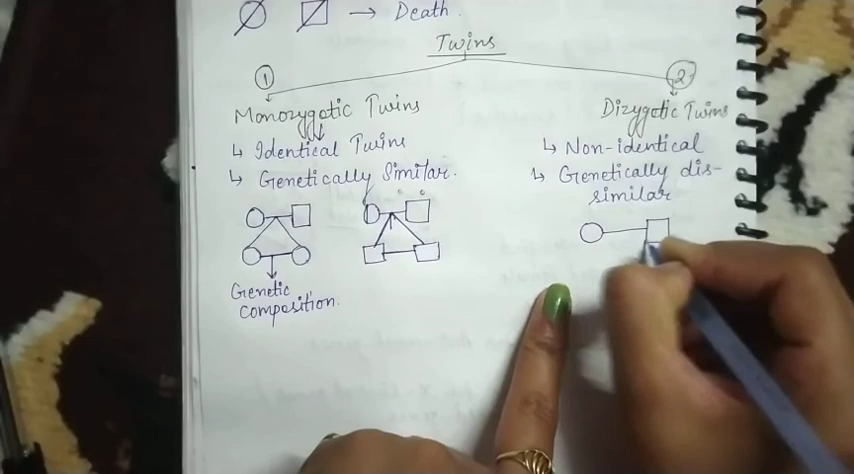 → Death.
Twins
1
Monozygotic Twins
↳ Identical Twins
↳ Genetically Similar.
Genetic
Composition.
2
Dizygotic Twins
↳ Non-identical
↳ Genetically dis-
similar